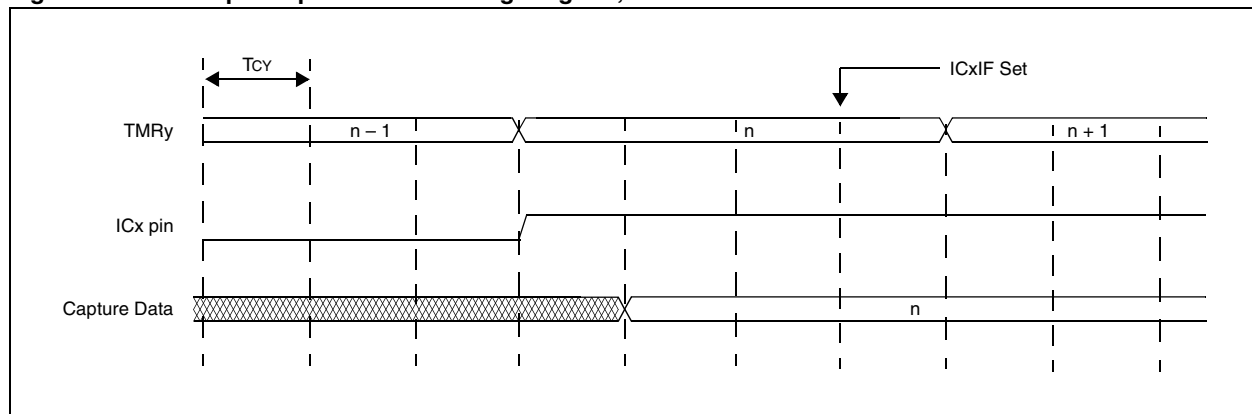 TCY
ICxIF Set
TMRy
n – 1
n
n + 1
ICx pin
Capture Data
n